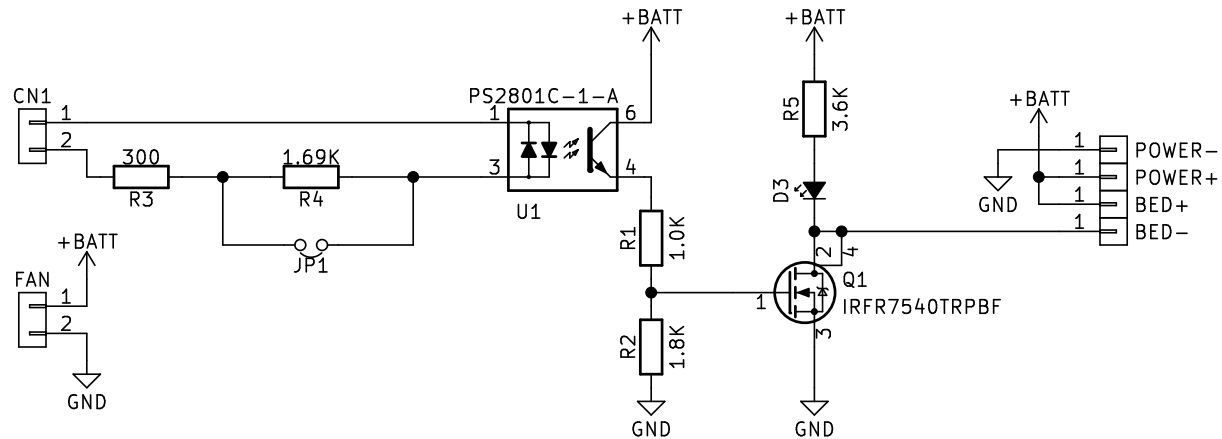 +BATT
+BATT
CN1
PS2801C-1-A
1
1
6
R5
3.6K
+BATT
2
300
1.69K
3
4
R3
R4
U1
1
POWER-
1
POWER+
GND
1
BED+
1
BED-
D3
+BATT
JP1
R1
1.0K
2
4
FAN
1
2
Q1
1
IRFR7540TRPBF
3
R2
1.8K
GND
GND
GND